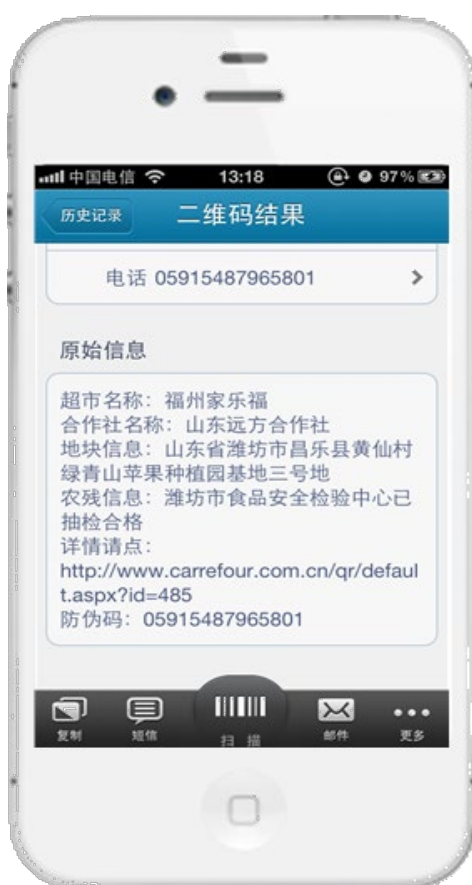 中国电信 13:18 97%
历史记录 二维码结果
电话 05915487965801
原始信息
超市名称：福州家乐福
合作社名称：山东远方合作社
地块信息：山东省潍坊市昌乐县黄仙村
绿青山苹果种植园基地三号地
农残信息：潍坊市食品安全检验中心已
抽检合格
详情请点：
http://www.carrefour.com.cn/qr/defaul
t.aspx?id=485
防伪码：05915487965801
复制 短信 扫描 邮件 更多